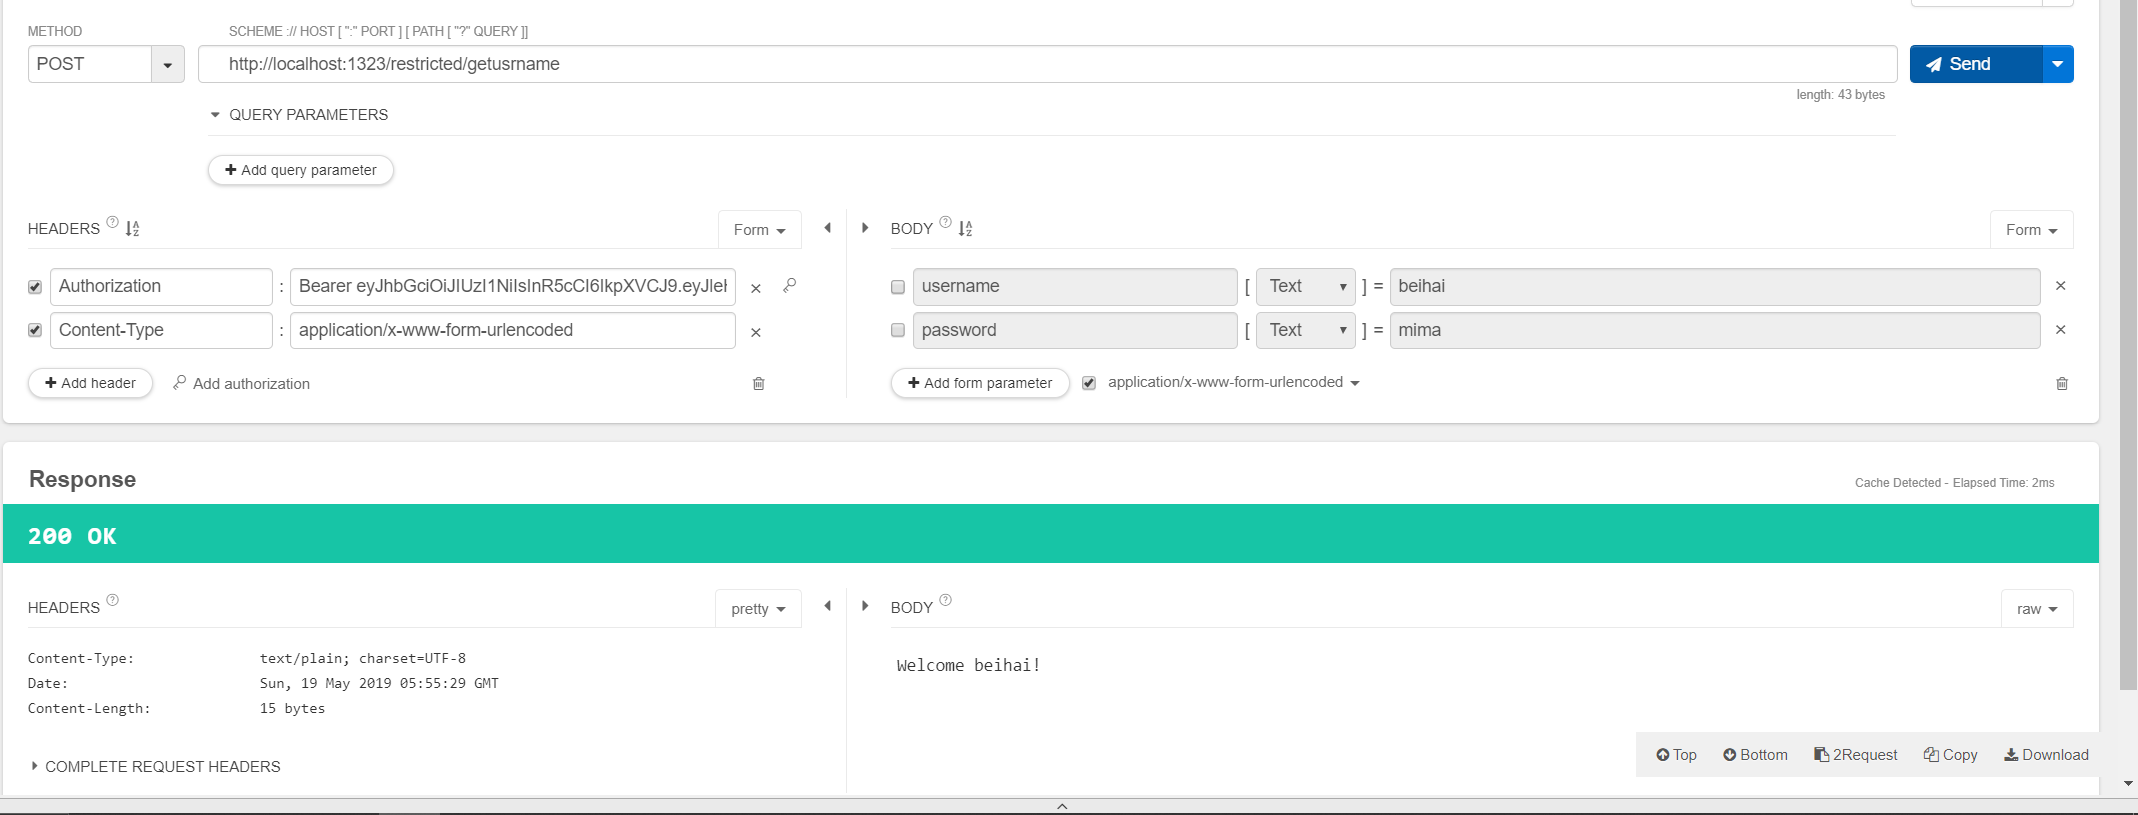 METHOD
SCHEME :// HOST [ ":" PORT ] [ PATH [ "?" QUERY ]]
POST
http://localhost:1323/restricted/getusrname
Send
length: 43 bytes
QUERY PARAMETERS
Add query parameter
HEADERS
Form
BODY
Form
Authorization : Bearer eyJhbGciOiJIUzI1NiIsInR5cCI6IkpXVCJ9.eyJle
Content-Type : application/x-www-form-urlencoded
Add header
Add authorization
username [ Text ] = beihai
password [ Text ] = mima
Add form parameter
application/x-www-form-urlencoded
Response
Cache Detected - Elapsed Time: 2ms
200 OK
HEADERS
pretty
BODY
raw
Content-Type: text/plain; charset=UTF-8
Date: Sun, 19 May 2019 05:55:29 GMT
Content-Length: 15 bytes
COMPLETE REQUEST HEADERS
Welcome beihai!
Top
Bottom
2Request
Copy
Download